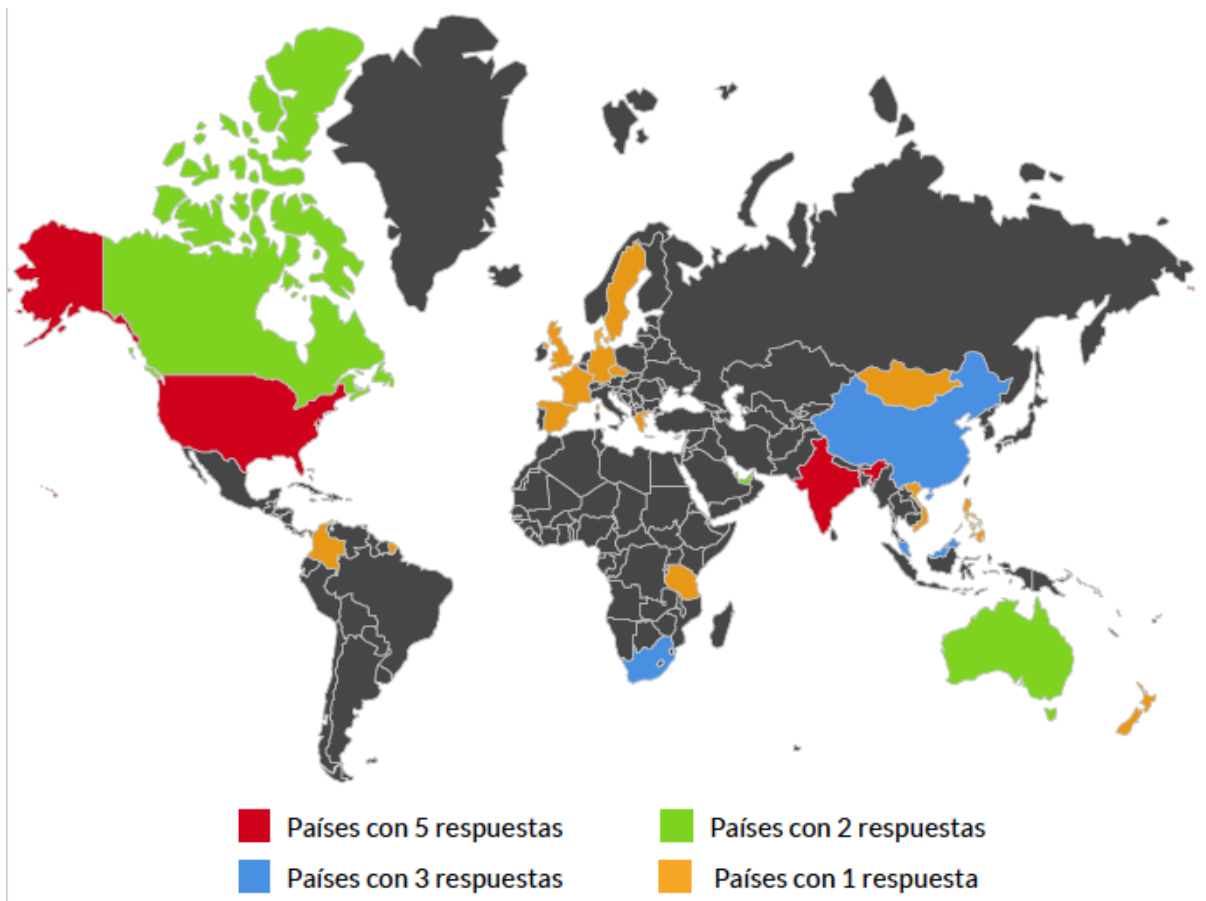 Países con 5 respuestas
Países con 2 respuestas
Países con 3 respuestas
Países con 1 respuesta